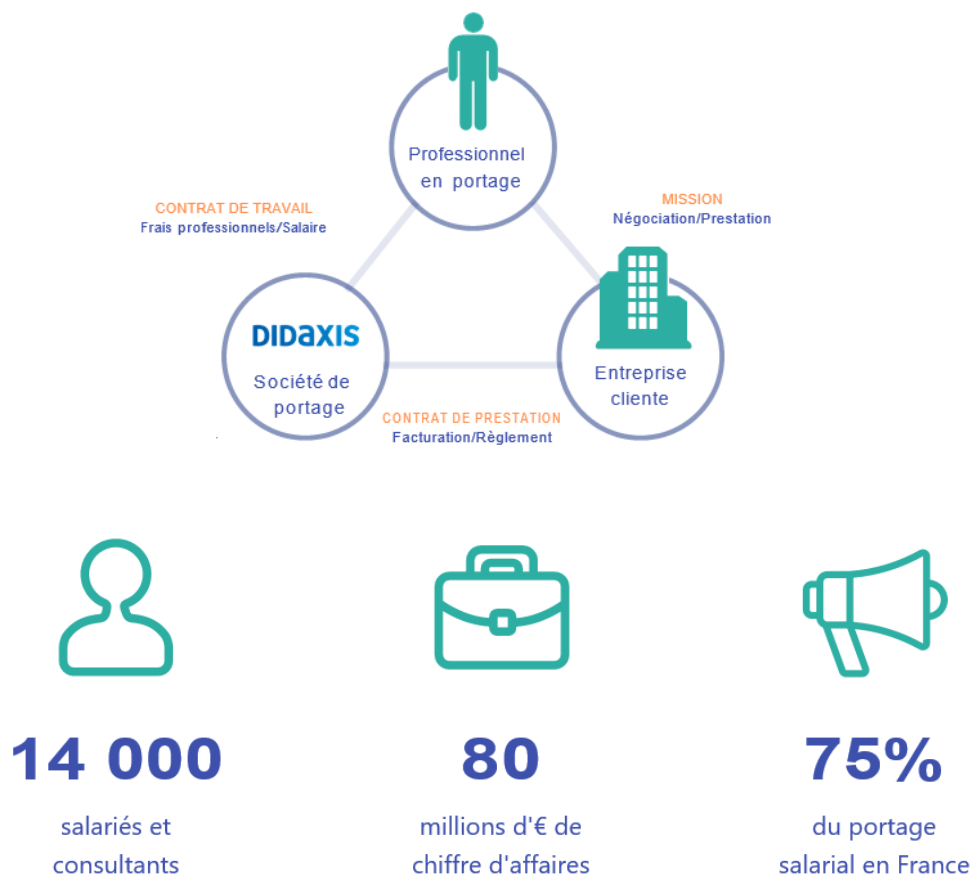 Professionnel
en portage
CONTRAT DE TRAVAIL
Frais professionnels/Salaire
MISSION
Négociation/Prestation
DIDaXIS
Société de
portage
Entreprise
cliente
CONTRAT DE PRESTATION
Facturation/Règlement
14 000
salariés et
consultants
80
millions d'€ de
chiffre d'affaires
75%
du portage
salarial en France